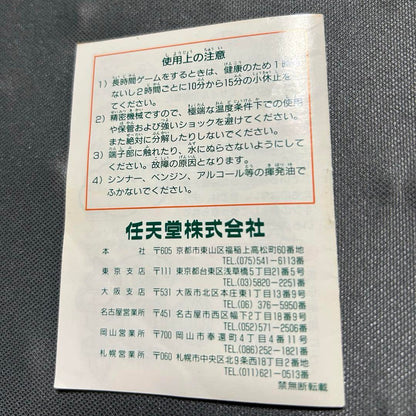 使用上の注意
1) 長時間ゲームをするときは、健康のため1時間
ないし2時間ごとに10分から15分の小休止をし
てください。
2) 精密機械ですので、極端な温度条件下での使用
や保管および強いショックを避けてください。
また絶対に分解したりしないでください。
3) 端子部に触れたり、水にぬらさないようにして
ください。故障の原因となります。
4) シンナー、ベンジン、アルコール等の揮発油で
ふかないでください。
任天堂株式会社
本 社 〒605 京都市東山区福稲上高松町60番地
TEL.(075)541-6113番
東京支店 〒111 東京都台東区浅草橋5丁目21番5号
TEL.(03)5820-2251番
大阪支店 〒531 大阪市北区本庄東1丁目13番9号
TEL.(06) 376-5950番
名古屋営業所 〒451 名古屋市西区幅下2丁目18番9号
TEL.(052)571-2506番
岡山営業所 〒700 岡山市奉還町4丁目4番11号
TEL.(086)252-1821番
札幌営業所 〒060 札幌市中央区北9条西18丁目2番地
TEL.(011)621-0513番
禁無断転載